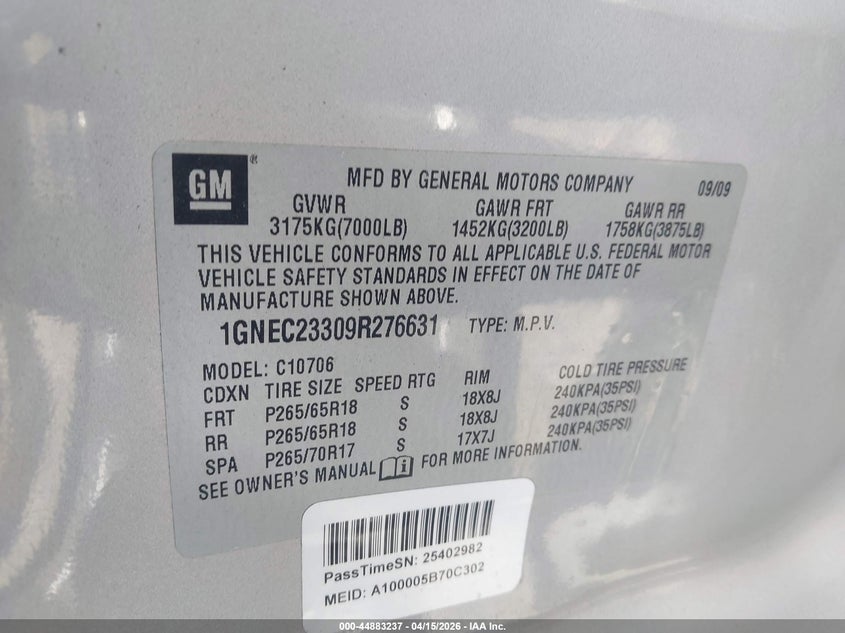 GM ®
MFD BY GENERAL MOTORS COMPANY 09/09
GVWR GAWR FRT GAWR RR
3175KG(7000LB) 1452KG(3200LB) 1758KG(3875LB)
THIS VEHICLE CONFORMS TO ALL APPLICABLE U.S. FEDERAL MOTOR
VEHICLE SAFETY STANDARDS IN EFFECT ON THE DATE OF
MANUFACTURE SHOWN ABOVE.
1GNEC23309R276631 TYPE: M.P.V.
MODEL: C10706
CDXN TIRE SIZE SPEED RTG RIM COLD TIRE PRESSURE
FRT P265/65R18 S 18X8J 240KPA(35PSI)
RR P265/65R18 S 18X8J 240KPA(35PSI)
SPA P265/70R17 S 17X7J 240KPA(35PSI)
SEE OWNER'S MANUAL FOR MORE INFORMATION.
PassTimeSN: 25402982
MEID: A100005B70C302
000-44883237 - 04/15/2026 - IAA Inc.